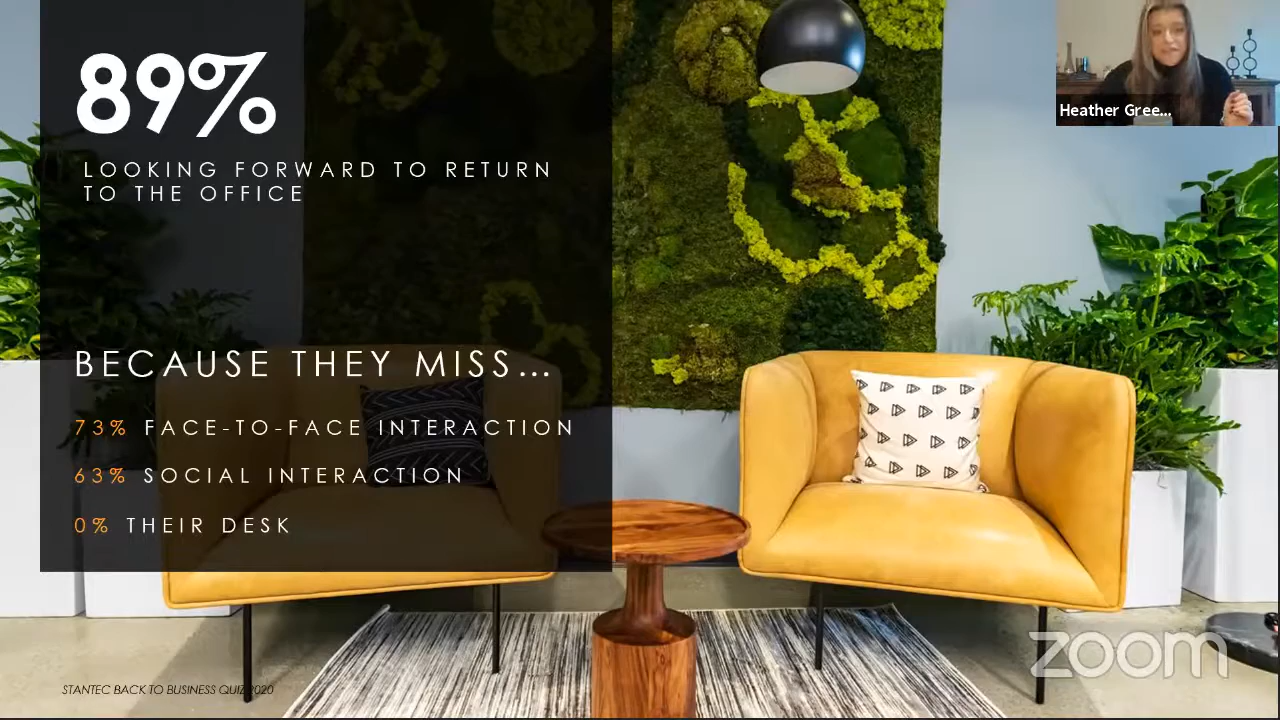 89%
LOOKING FORWARD TO RETURN
TO THE OFFICE
BECAUSE THEY MISS...
73% FACE-TO-FACE INTERACTION
63% SOCIAL INTERACTION
0% THEIR DESK
STANTEC BACK TO BUSINESS QUIZ 2020
Heather Gree...
zoom